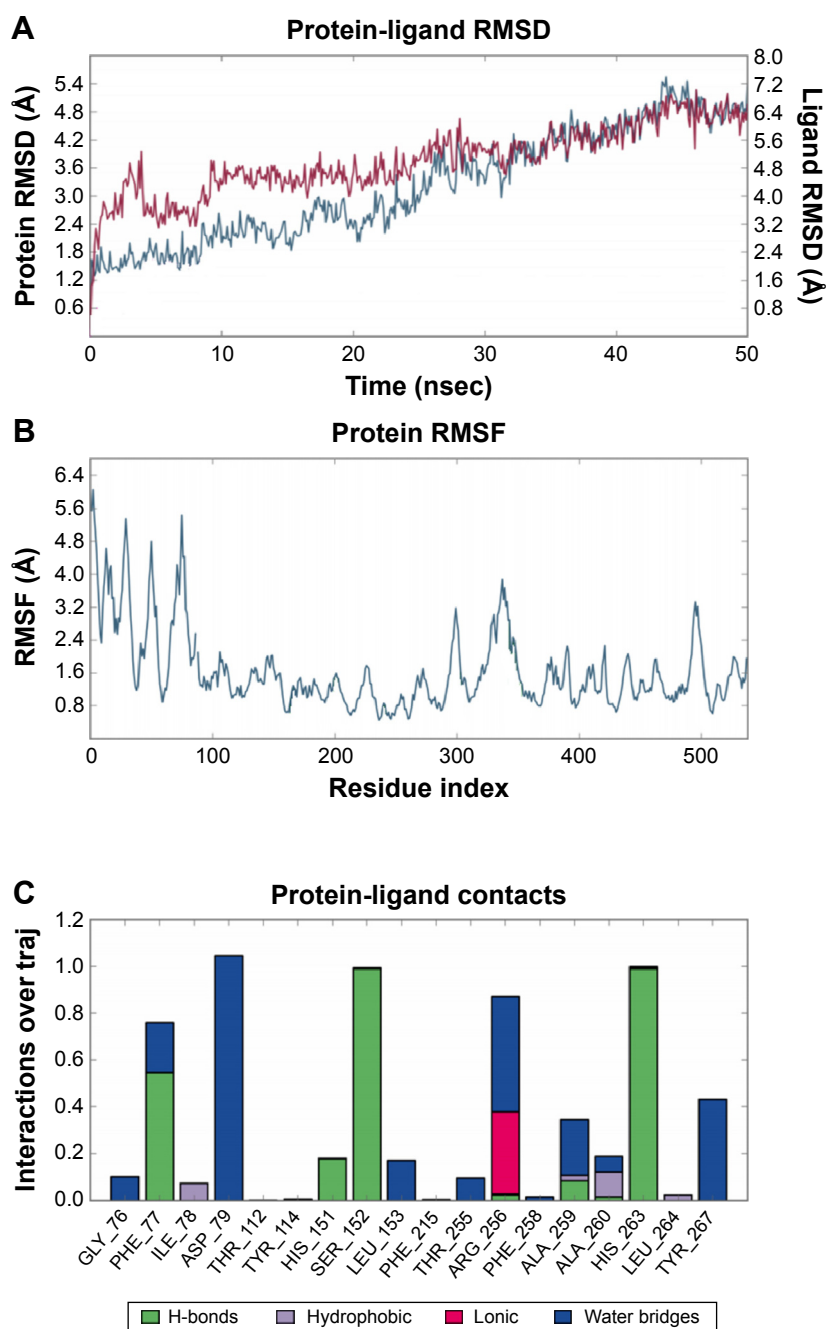 A
Protein-ligand RMSD
Protein RMSD (Å)
5.4
4.8
4.2
3.6
3.0
2.4
1.8
1.2
0.6
8.0
7.2
6.4
5.6
4.8
4.0
3.2
2.4
1.6
0.8
Ligand RMSD (Å)
0 10 20 30 40 50
Time (nsec)
B
Protein RMSF
RMSF (Å)
6.4
5.6
4.8
4.0
3.2
2.4
1.6
0.8
0 100 200 300 400 500
Residue index
C
Protein-ligand contacts
Interactions over traj
1.2
1.0
0.8
0.6
0.4
0.2
0.0
GLY_76
PHE_77
ILE_78
ASP_79
THR_112
TYR_114
HIS_151
SER_152
LEU_153
PHE_215
THR_255
ARG_256
PHE_258
ALA_259
ALA_260
HIS_263
LEU_264
TYR_267
H-bonds Hydrophobic Lonic Water bridges